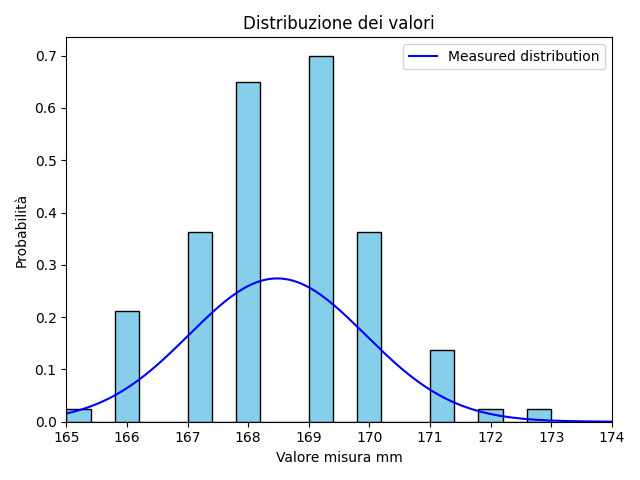 Distribuzione dei valori
Measured distribution
0.7
0.6
0.5
0.4
0.3
0.2
0.1
0.0
Probabilità
165 166 167 168 169 170 171 172 173 174
Valore misura mm